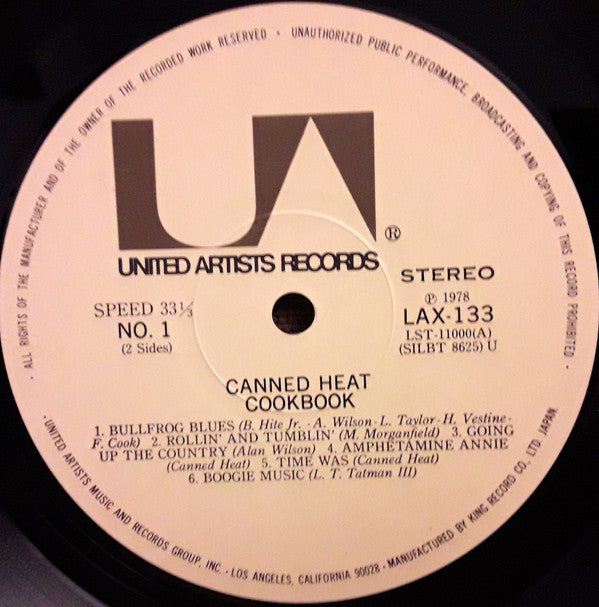 · ALL RIGHTS OF THE MANUFACTURER AND OF THE OWNER OF THE RECORDED WORK RESERVED · UNAUTHORIZED PUBLIC PERFORMANCE, BROADCASTING AND COPYING OF THIS RECORD PROHIBITED ·
UA
®
UNITED ARTISTS RECORDS
SPEED 33⅓
NO. 1
(2 Sides)
STEREO
℗ 1978
LAX-133
LST-11000(A)
(SILBT 8625) U
CANNED HEAT
COOKBOOK
1. BULLFROG BLUES (B. Hite Jr. -A. Wilson-L. Taylor-H. Vestine-
F. Cook) 2. ROLLIN' AND TUMBLIN' (M. Morganfield) 3. GOING
UP THE COUNTRY (Alan Wilson) 4. AMPHETAMINE ANNIE
(Canned Heat) 5. TIME WAS (Canned Heat)
6. BOOGIE MUSIC (L. T. Tatman III)
· UNITED ARTISTS MUSIC AND RECORDS GROUP, INC. · LOS ANGELES, CALIFORNIA 90028 · MANUFACTURED BY KING RECORD CO., LTD JAPAN